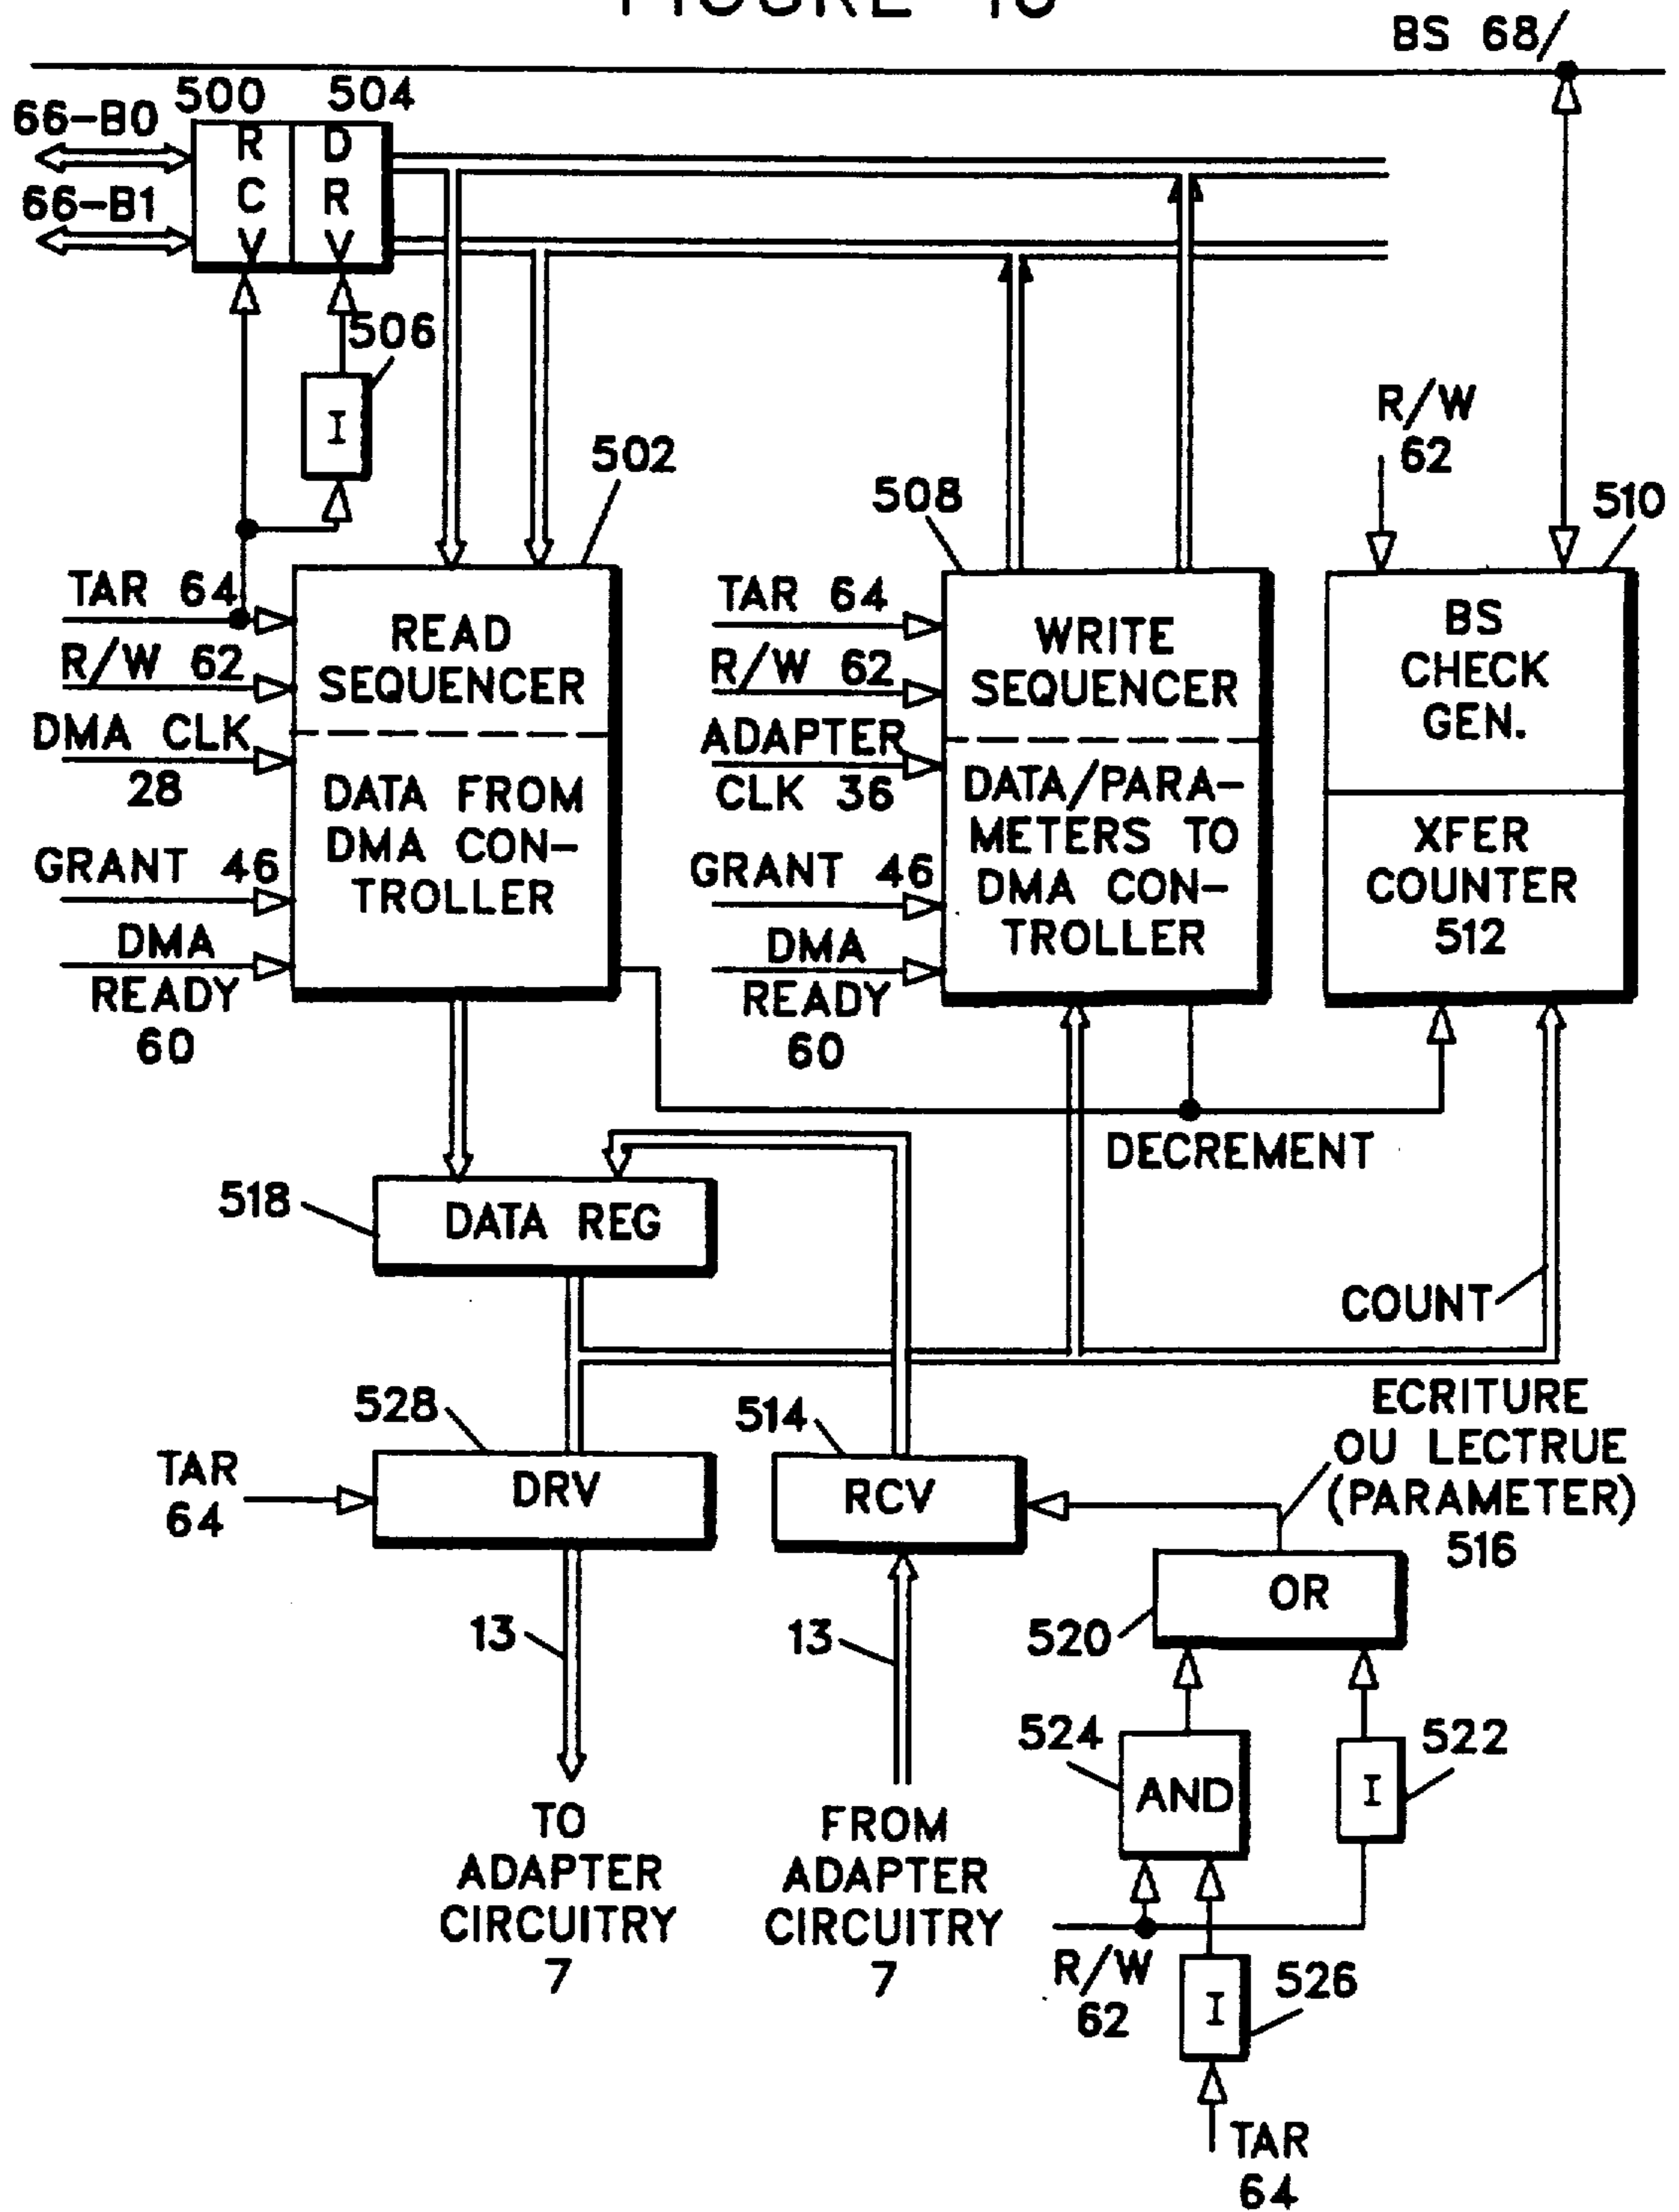 BS 68/
500
504
66-B0
66-B1
RCV
DRV
506
I
502
508
R/W
62
510
TAR 64
R/W 62
DMA CLK
28
GRANT 46
DMA
READY
60
READ
SEQUENCER
DATA FROM
DMA CON-
TROLLER
TAR 64
R/W 62
ADAPTER
CLK 36
GRANT 46
DMA
READY
60
WRITE
SEQUENCER
DATA/PARA-
METERS TO
DMA CON-
TROLLER
BS
CHECK
GEN.
XFER
COUNTER
512
DECREMENT
518
DATA REG
COUNT
528
TAR
64
DRV
514
RCV
ECRITURE
OU LECTRUE
(PARAMETER)
516
OR
520
13
13
524
AND
522
I
TO
ADAPTER
CIRCUITRY
7
FROM
ADAPTER
CIRCUITRY
7
R/W
62
I
526
TAR
64